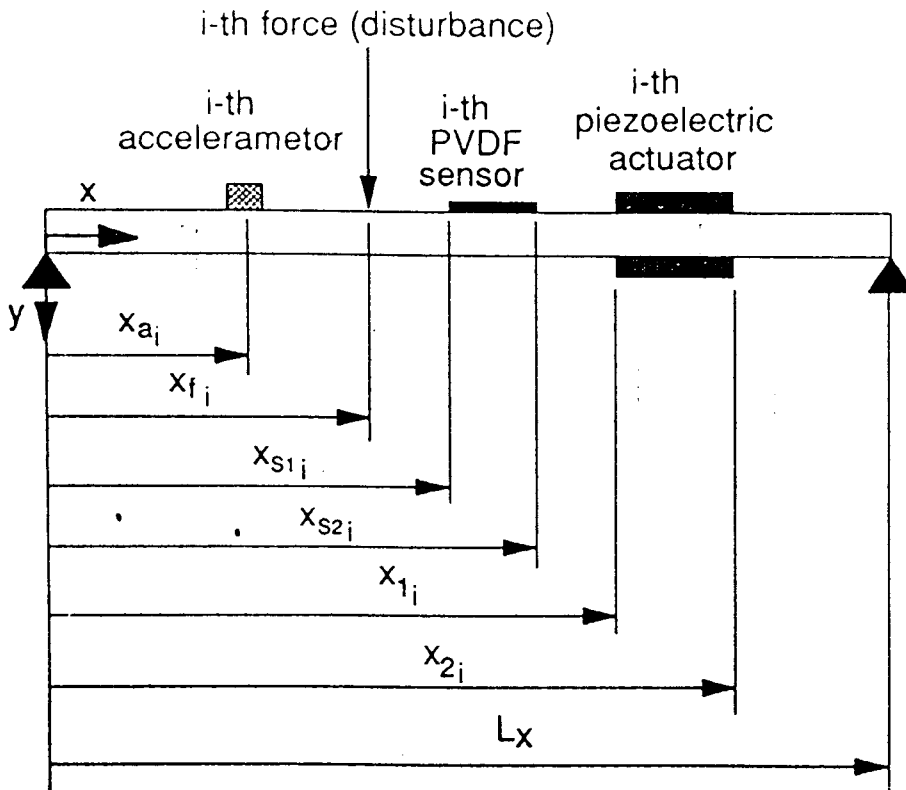 i-th force (disturbance)
i-th
accelerametor
i-th
PVDF
sensor
i-th
piezoelectric
actuator
x
y
x_{a_i}
x_{f_i}
x_{S1_i}
x_{S2_i}
x_{1_i}
x_{2_i}
L_x